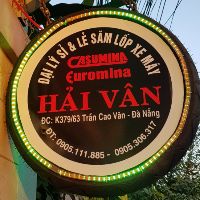 ĐẠI LÝ SỈ & LẺ SĂM LỐP XE MÁY
CASUMINA
Euromina
HẢI VÂN
ĐC: K379/63 Trần Cao Vân - Đà Nẵng
ĐT: 0905.111.885 - 0905.306.317